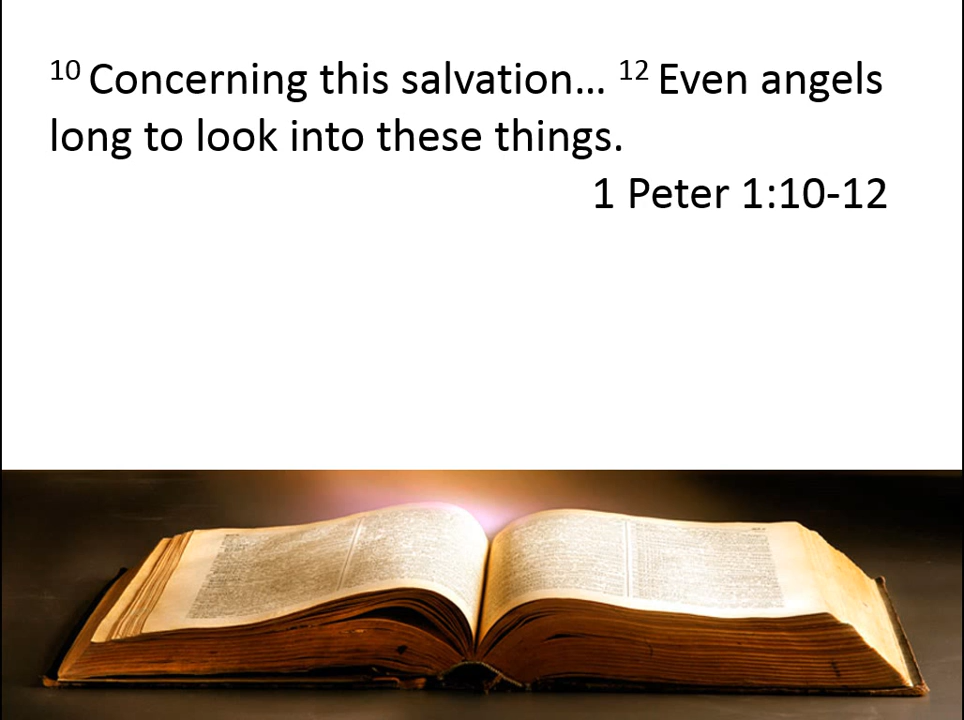 10 Concerning this salvation… 12 Even angels
long to look into these things.
1 Peter 1:10-12